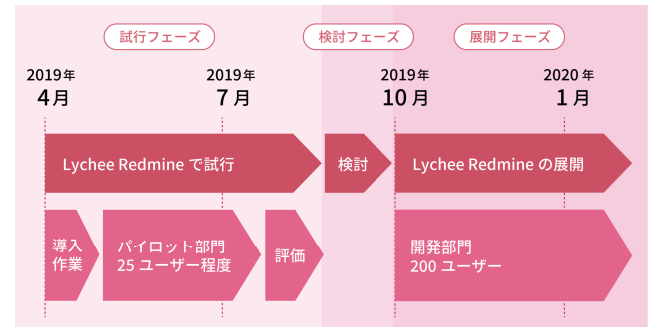 試行フェーズ
検討フェーズ
展開フェーズ
2019年
4月
2019年
7月
2019年
10月
2020年
1月
Lychee Redmine で試行
検討
Lychee Redmine の展開
導入
作業
パイロット部門
25 ユーザー程度
評価
開発部門
200 ユーザー